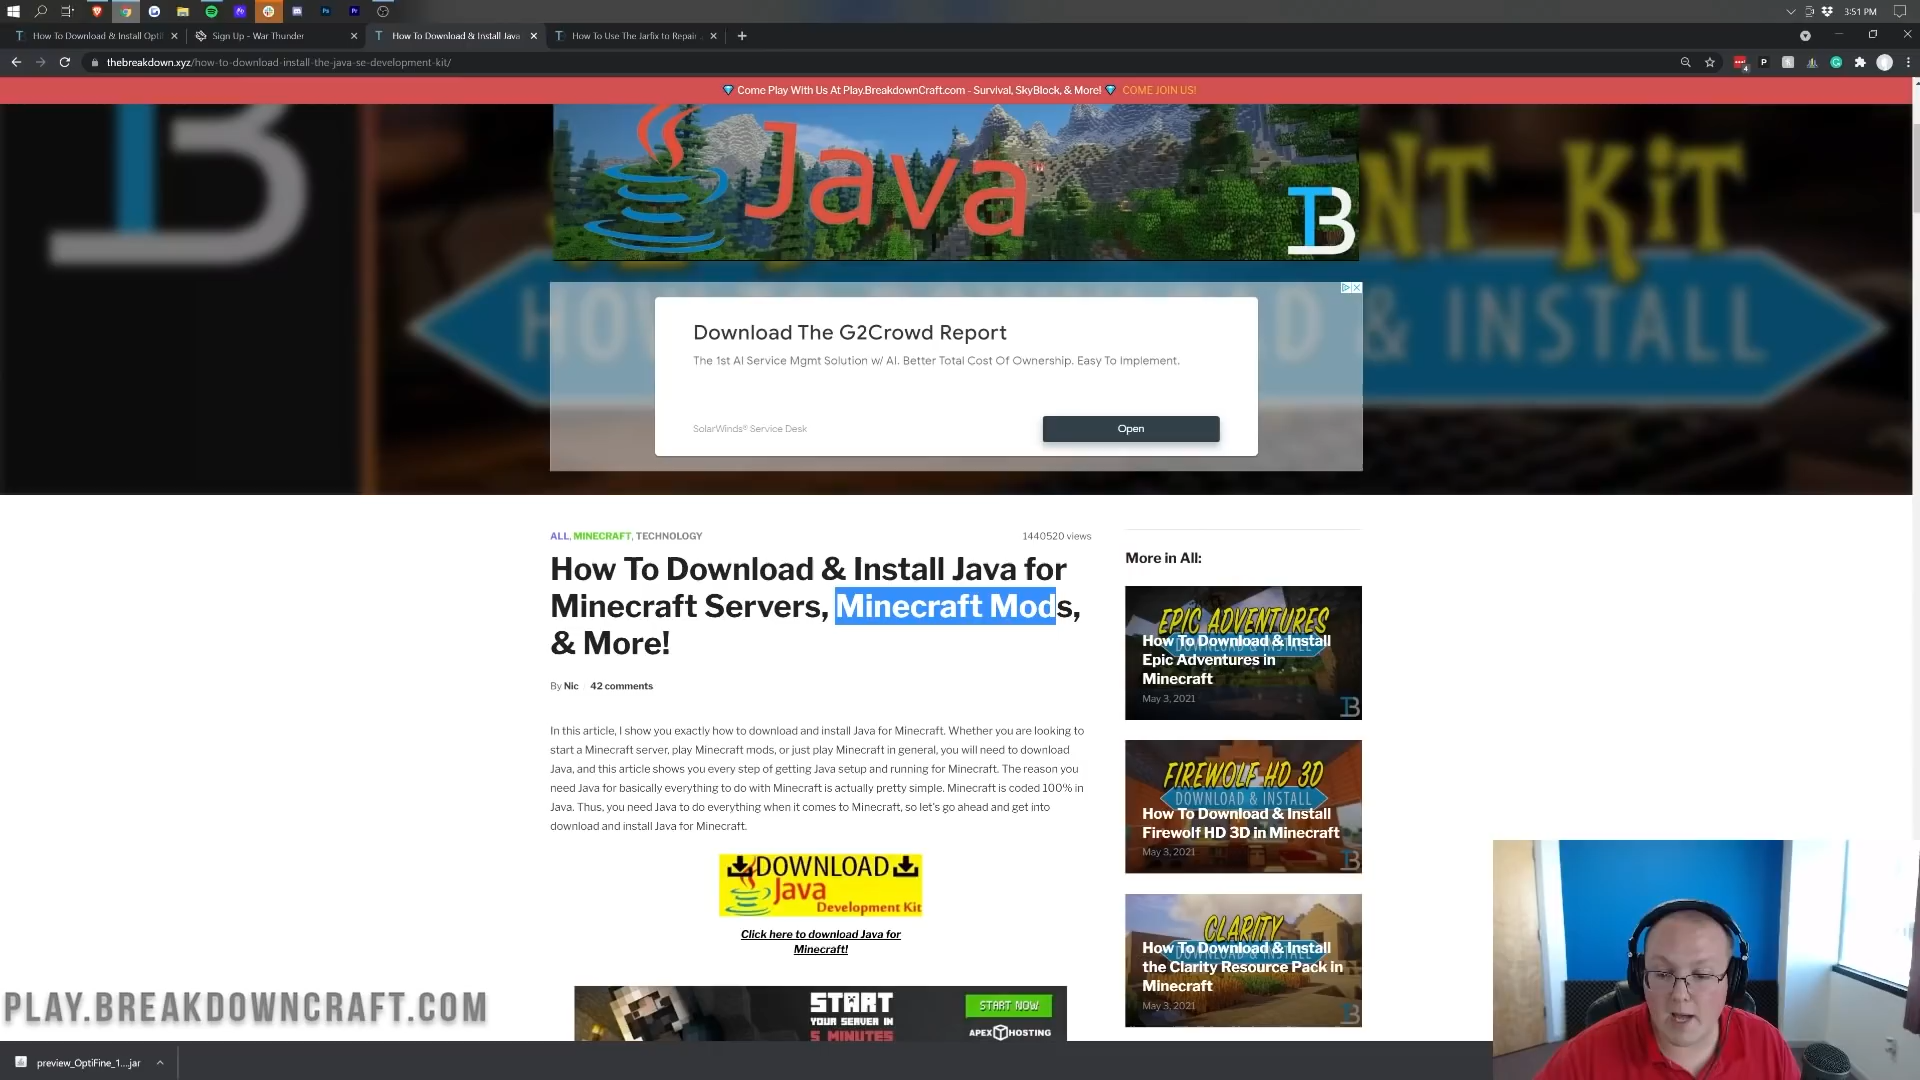 3:51 PM
How To Download & Install Opti
Sign Up - War Thunder
How To Download & Install Java
How To Use The Jarfix to Repair
thebreakdown.xyz/how-to-download-install-the-java-se-development-kit/
Come Play With Us At Play.BreakdownCraft.com - Survival, SkyBlock, & More! COME JOIN US!
Java
TB
NT KIT
& INSTALL
Download The G2Crowd Report
The 1st AI Service Mgmt Solution w/ AI. Better Total Cost Of Ownership. Easy To Implement.
SolarWinds® Service Desk
Open
ALL, MINECRAFT, TECHNOLOGY
1440520 views
How To Download & Install Java for
Minecraft Servers, Minecraft Mods,
& More!
By Nic 42 comments
In this article, I show you exactly how to download and install Java for Minecraft. Whether you are looking to
start a Minecraft server, play Minecraft mods, or just play Minecraft in general, you will need to download
Java, and this article shows you every step of getting Java setup and running for Minecraft. The reason you
need Java for basically everything to do with Minecraft is actually pretty simple. Minecraft is coded 100% in
Java. Thus, you need Java to do everything when it comes to Minecraft, so let's go ahead and get into
download and install Java for Minecraft.
DOWNLOAD
Java
Development Kit
Click here to download Java for
Minecraft!
START
YOUR SERVER IN
5 MINUTES
START NOW
APEX HOSTING
More in All:
EPIC ADVENTURES
How To Download & Install
Epic Adventures in
Minecraft
May 3, 2021
FIREWOLF HD 3D
DOWNLOAD & INSTALL
How To Download & Install
Firewolf HD 3D in Minecraft
May 3, 2021
CLARITY
How To Download & Install
the Clarity Resource Pack in
Minecraft
May 3, 2021
PLAY.BREAKDOWNCRAFT.COM
preview_OptiFine_1....jar